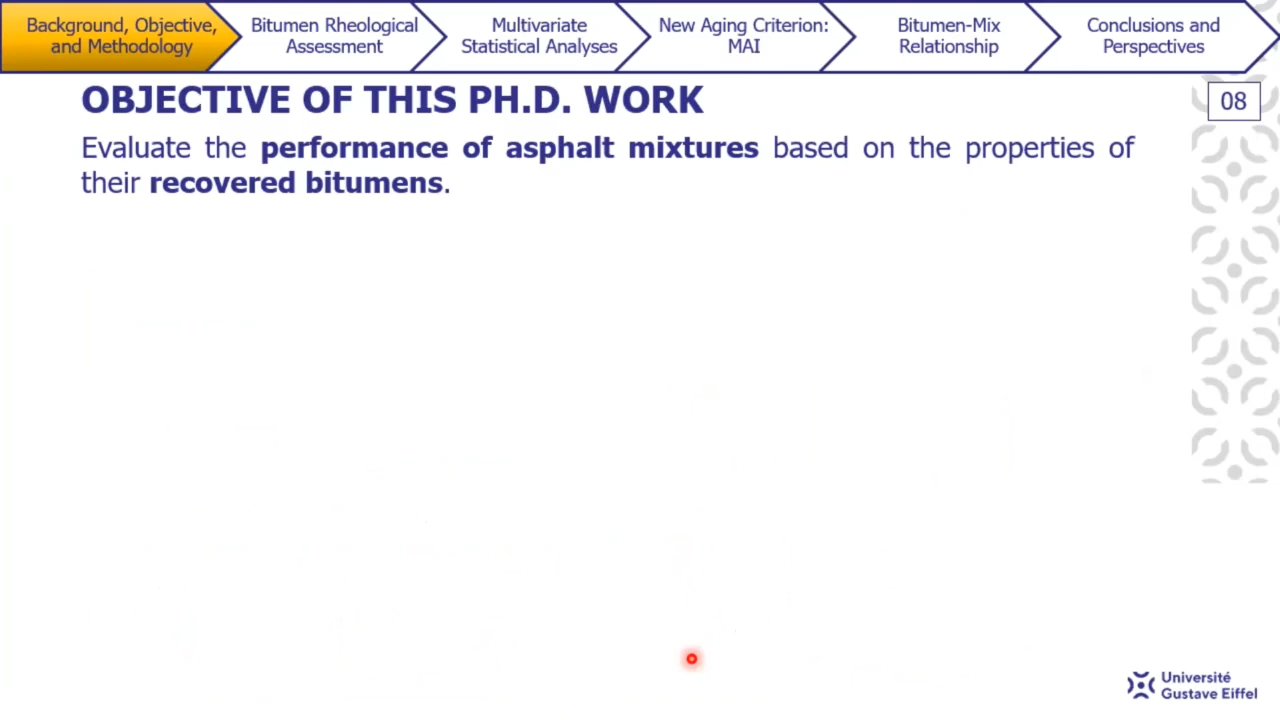 Background, Objective,
and Methodology
Bitumen Rheological
Assessment
Multivariate
Statistical Analyses
New Aging Criterion:
MAI
Bitumen-Mix
Relationship
Conclusions and
Perspectives
OBJECTIVE OF THIS PH.D. WORK
08
Evaluate the performance of asphalt mixtures based on the properties of
their recovered bitumens.
Université
Gustave Eiffel